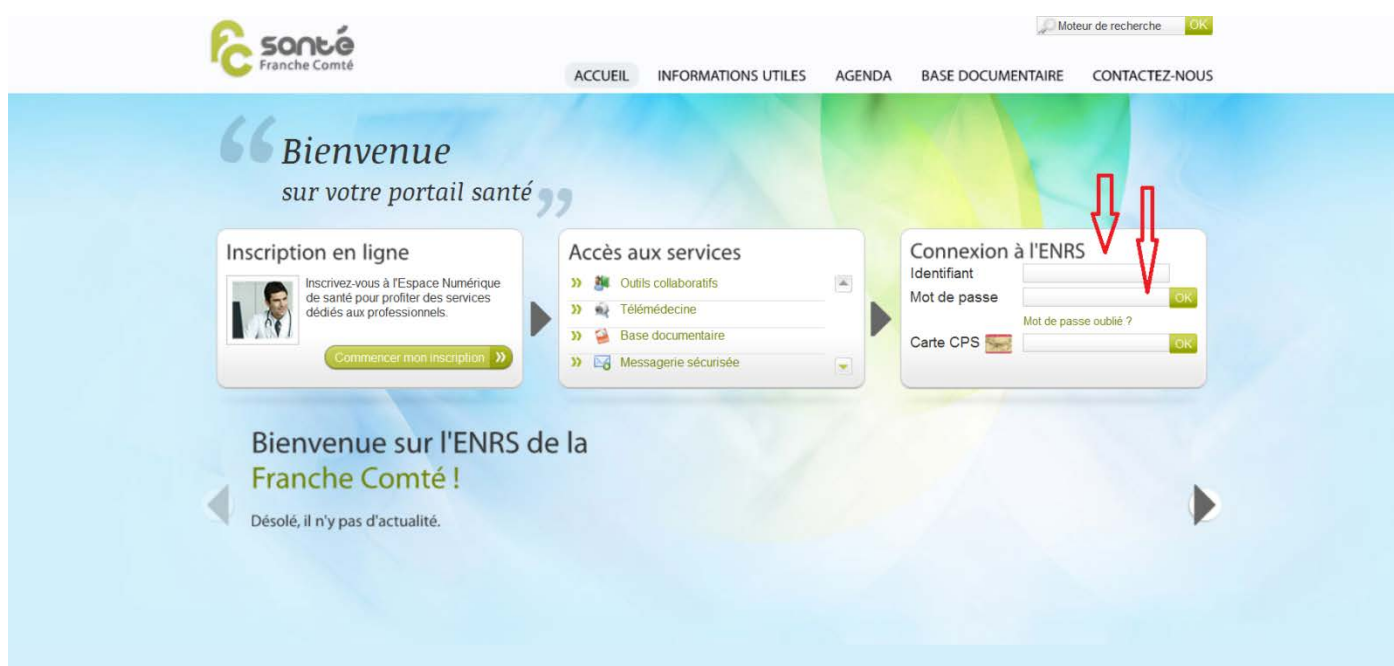 santé
Franche Comté
Moteur de recherche OK
ACCUEIL INFORMATIONS UTILES AGENDA BASE DOCUMENTAIRE CONTACTEZ-NOUS
“ Bienvenue
sur votre portail santé ”
Inscription en ligne
Inscrivez-vous à l'Espace Numérique
de santé pour profiter des services
dédiés aux professionnels.
Commencer mon inscription »
Accès aux services
» Outils collaboratifs
» Télémédecine
» Base documentaire
» Messagerie sécurisée
Connexion à l'ENRS
Identifiant
Mot de passe OK
Mot de passe oublié ?
Carte CPS OK
Bienvenue sur l'ENRS de la
Franche Comté !
Désolé, il n'y pas d'actualité.